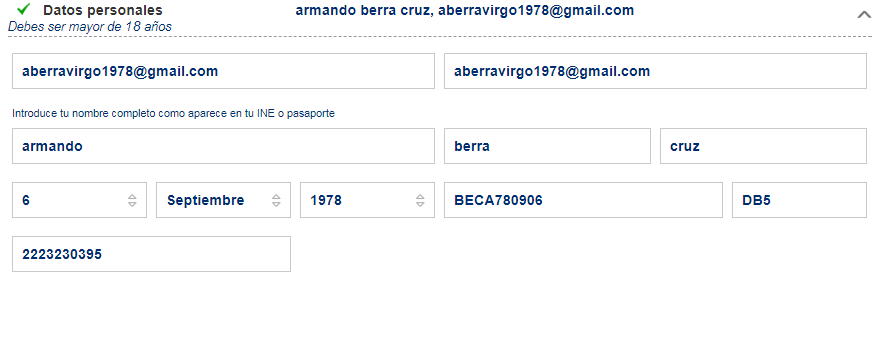 Datos personales armando berra cruz, aberravirgo1978@gmail.com
Debes ser mayor de 18 años
aberravirgo1978@gmail.com aberravirgo1978@gmail.com
Introduce tu nombre completo como aparece en tu INE o pasaporte
armando berra cruz
6 Septiembre 1978 BECA780906 DB5
2223230395